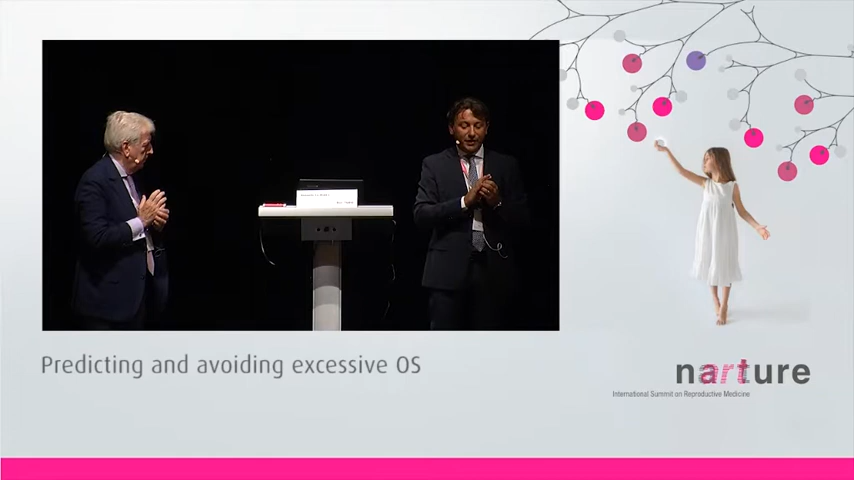 Predicting and avoiding excessive OS
narture
International Summit on Reproductive Medicine